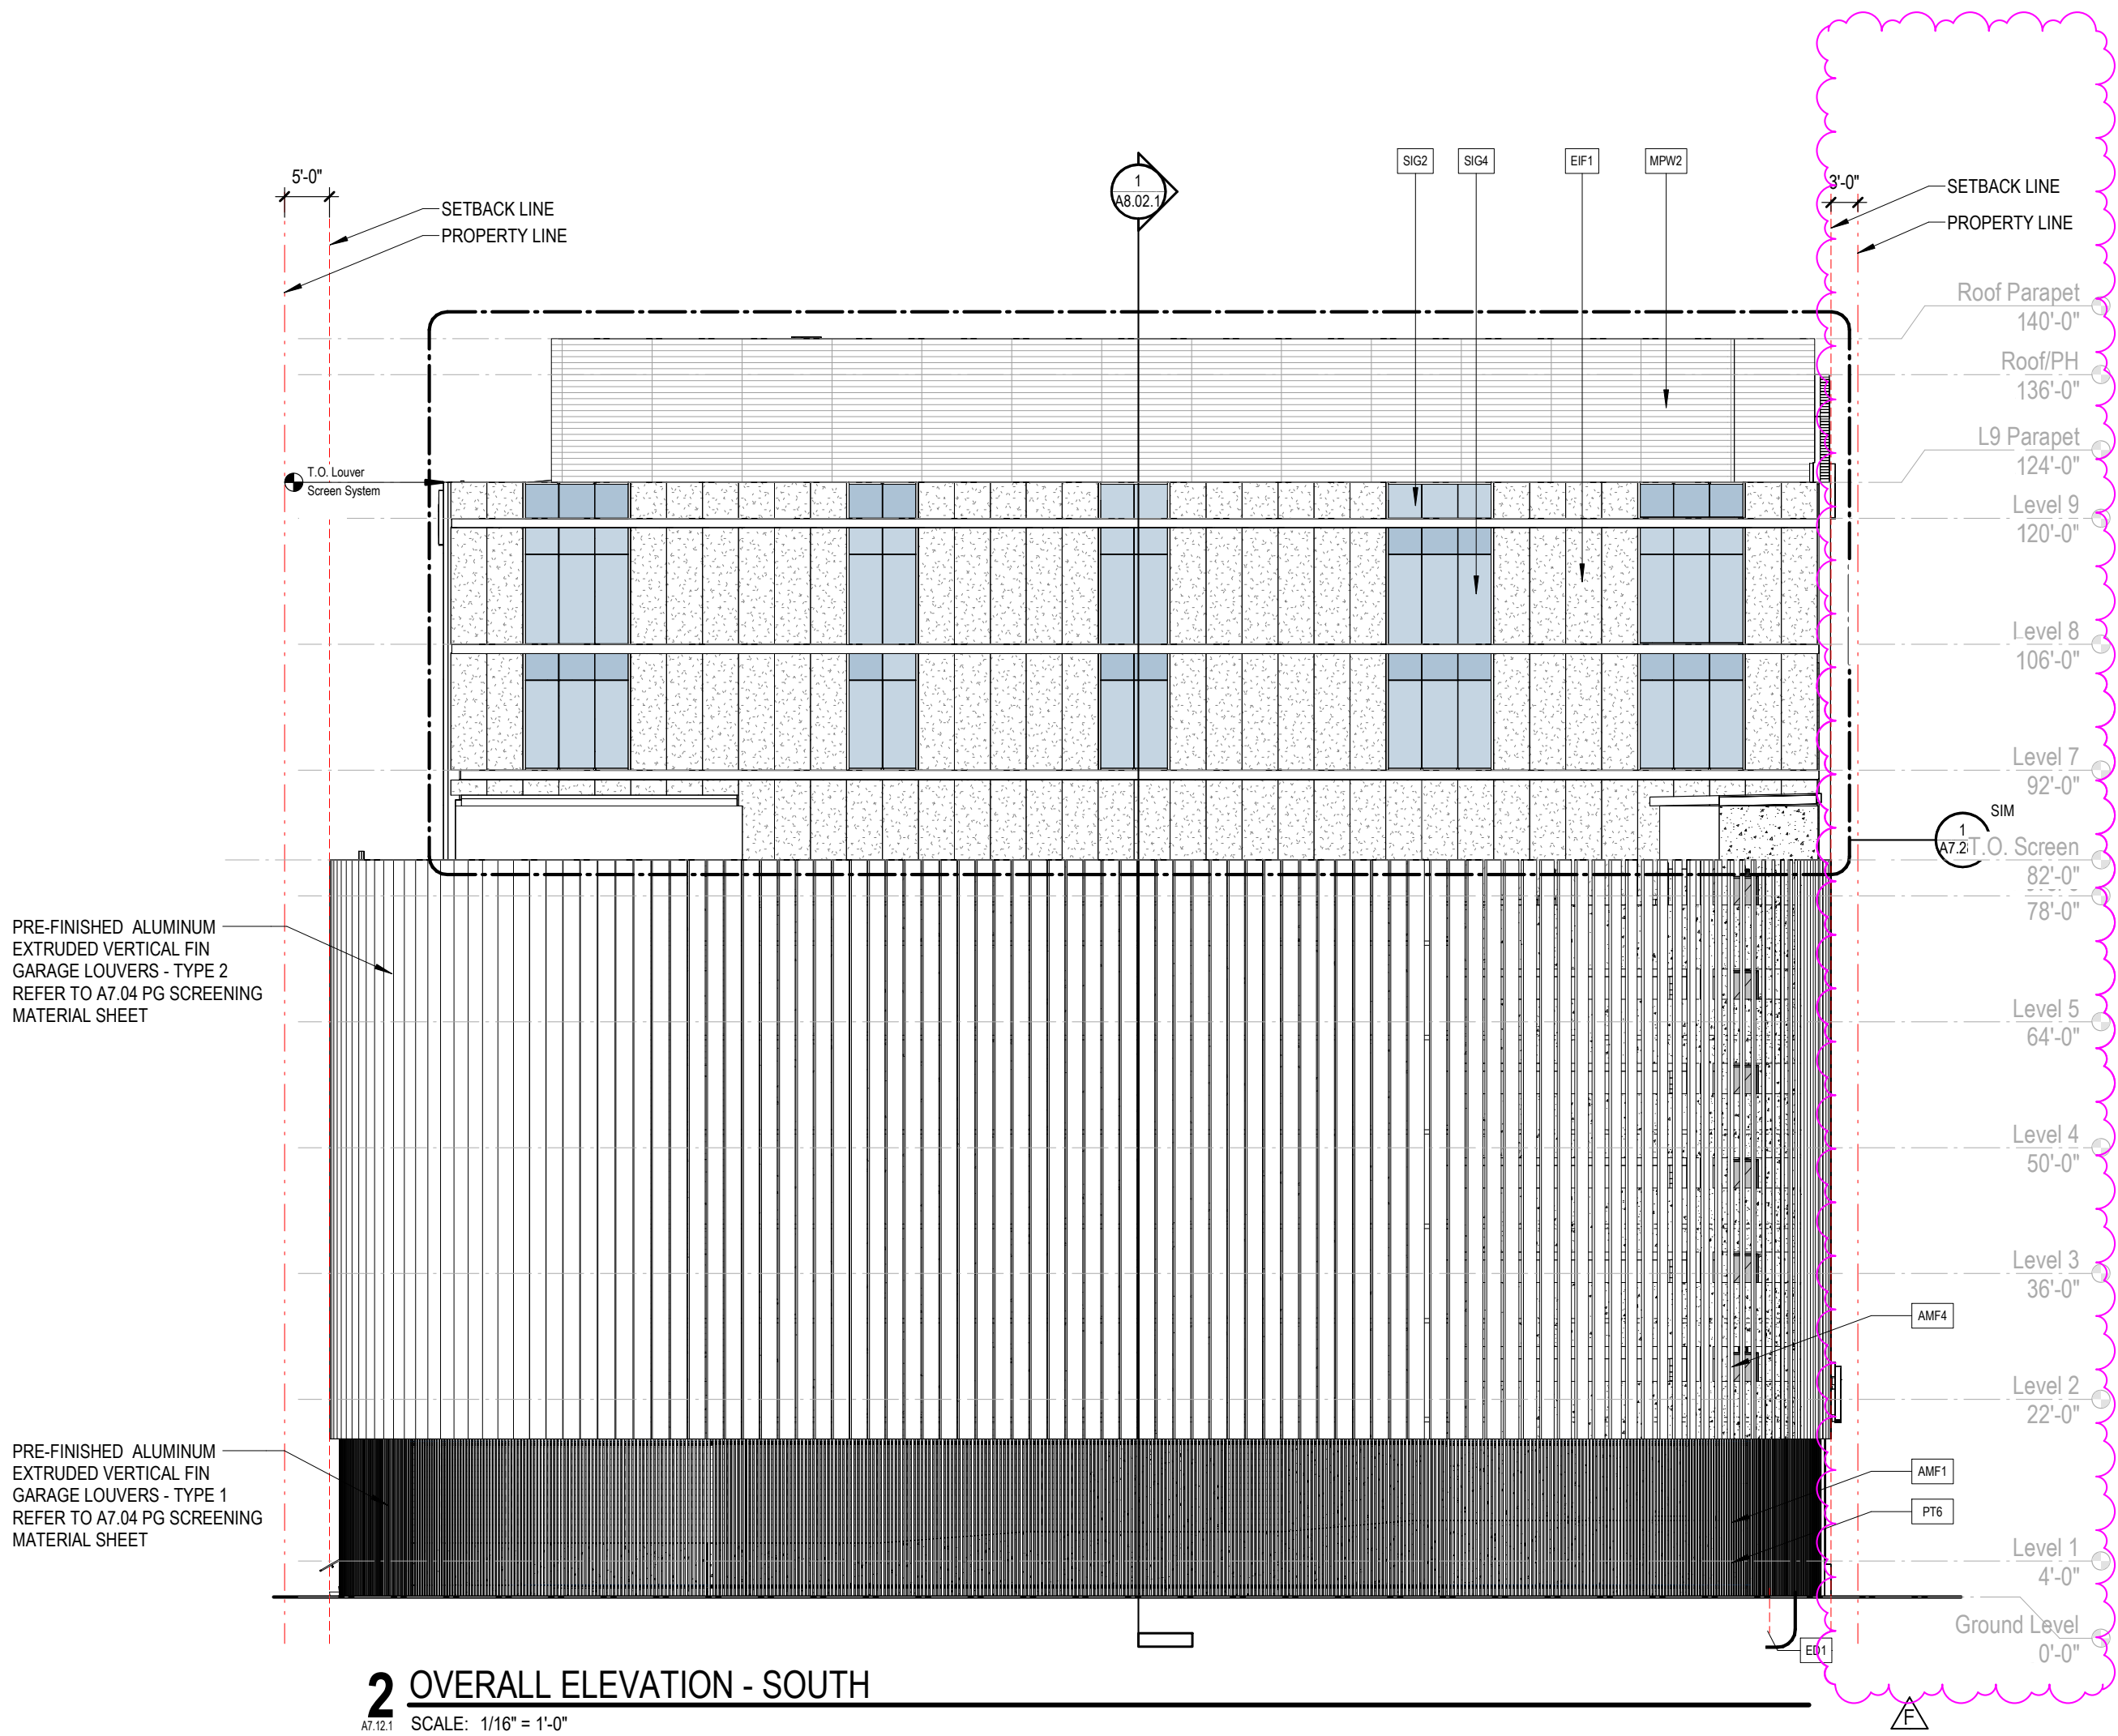 5'-0"
SETBACK LINE
PROPERTY LINE
1
A8.02.1
SIG2
SIG4
EIF1
MPW2
3'-0"
SETBACK LINE
PROPERTY LINE
Roof Parapet
140'-0"
Roof/PH
136'-0"
L9 Parapet
124'-0"
T.O. Louver
Screen System
Level 9
120'-0"
Level 8
106'-0"
Level 7
92'-0"
SIM
1
T.O. Screen
82'-0"
78'-0"
PRE-FINISHED ALUMINUM
EXTRUDED VERTICAL FIN
GARAGE LOUVERS - TYPE 2
REFER TO A7.04 PG SCREENING
MATERIAL SHEET
Level 5
64'-0"
Level 4
50'-0"
Level 3
36'-0"
AMF4
Level 2
22'-0"
PRE-FINISHED ALUMINUM
EXTRUDED VERTICAL FIN
GARAGE LOUVERS - TYPE 1
REFER TO A7.04 PG SCREENING
MATERIAL SHEET
AMF1
PT6
Level 1
4'-0"
Ground Level
0'-0"
ED1
2
A7.12.1
OVERALL ELEVATION - SOUTH
SCALE: 1/16" = 1'-0"
F